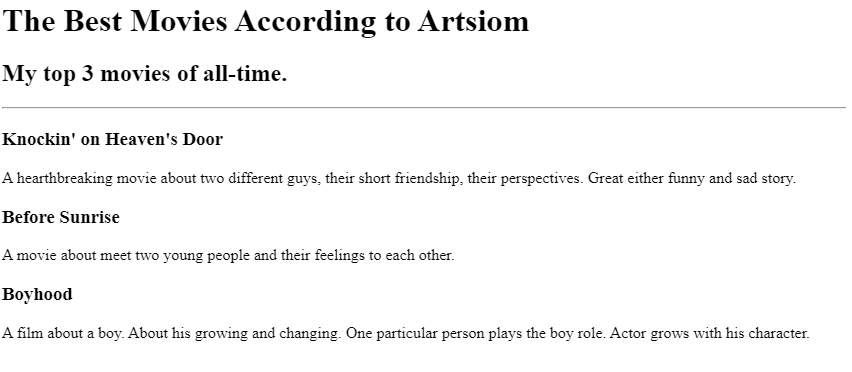 The Best Movies According to Artsiom
My top 3 movies of all-time.
Knockin' on Heaven's Door
A hearthbreaking movie about two different guys, their short friendship, their perspectives. Great either funny and sad story.
Before Sunrise
A movie about meet two young people and their feelings to each other.
Boyhood
A film about a boy. About his growing and changing. One particular person plays the boy role. Actor grows with his character.